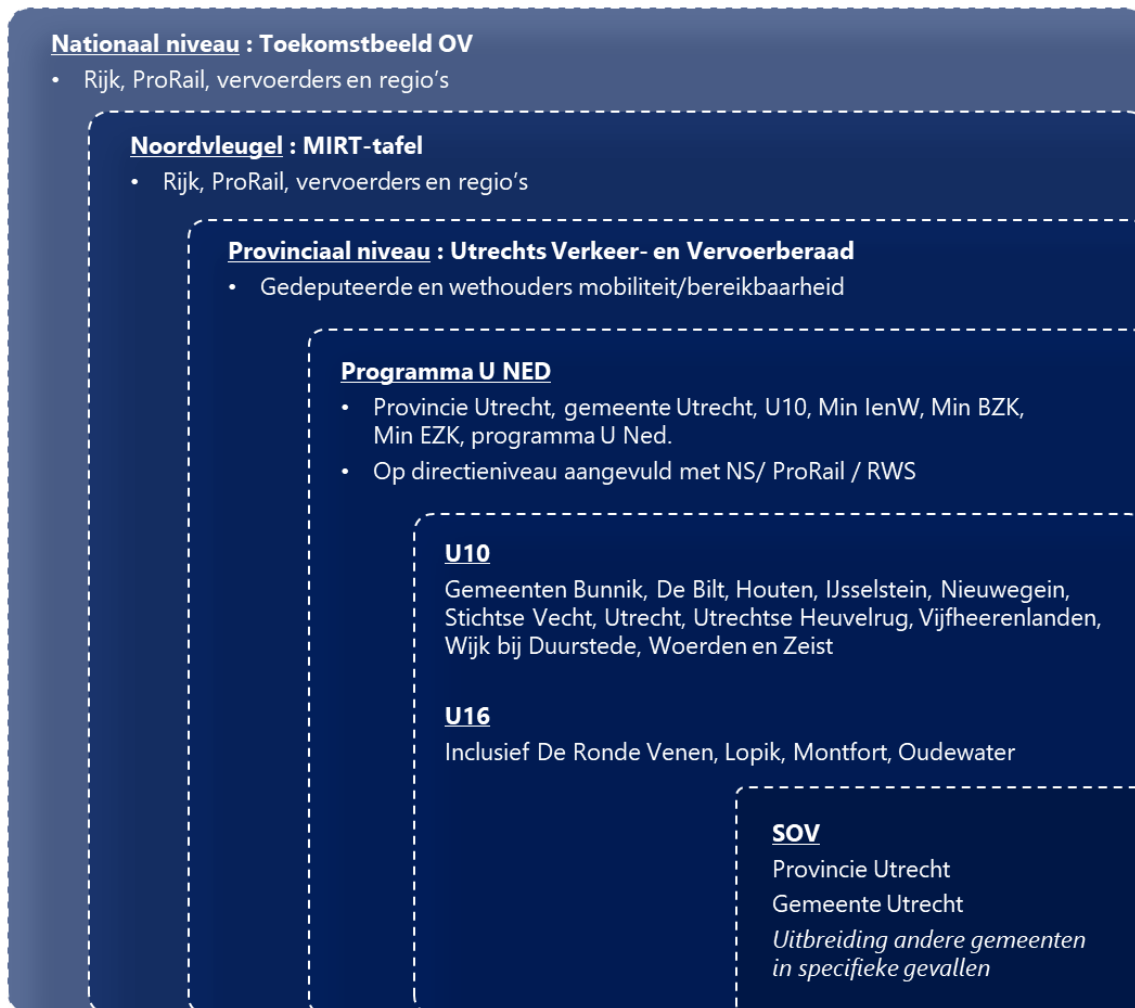 Nationaal niveau : Toekomstbeeld OV
• Rijk, ProRail, vervoerders en regio's
Noordvleugel : MIRT-tafel
• Rijk, ProRail, vervoerders en regio's
Provinciaal niveau : Utrechts Verkeer- en Vervoerberaad
• Gedeputeerde en wethouders mobiliteit/bereikbaarheid
Programma U NED
• Provincie Utrecht, gemeente Utrecht, U10, Min IenW, Min BZK,
Min EZK, programma U Ned.
• Op directieniveau aangevuld met NS/ ProRail / RWS
U10
Gemeenten Bunnik, De Bilt, Houten, IJsselstein, Nieuwegein,
Stichtse Vecht, Utrecht, Utrechtse Heuvelrug, Vijfheerenlanden,
Wijk bij Duurstede, Woerden en Zeist
U16
Inclusief De Ronde Venen, Lopik, Montfort, Oudewater
SOV
Provincie Utrecht
Gemeente Utrecht
Uitbreiding andere gemeenten
in specifieke gevallen